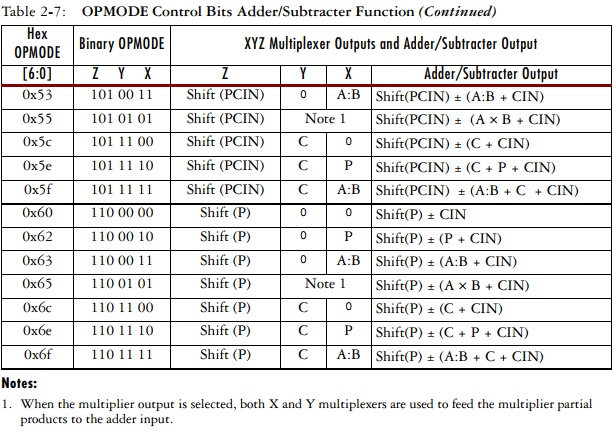 Table 2-7: OPMODE Control Bits Adder/Subtracter Function (Continued)
Hex OPMODE Binary OPMODE XYZ Multiplexer Outputs and Adder/Subtracter Output
[6:0] Z Y X Z Y X Adder/Subtracter Output
0x53 101 00 11 Shift (PCIN) 0 A:B Shift(PCIN) ± (A:B + CIN)
0x55 101 01 01 Shift (PCIN) Note 1 Shift(PCIN) ± (A × B + CIN)
0x5c 101 11 00 Shift (PCIN) C 0 Shift(PCIN) ± (C + CIN)
0x5e 101 11 10 Shift (PCIN) C P Shift(PCIN) ± (C + P + CIN)
0x5f 101 11 11 Shift (PCIN) C A:B Shift(PCIN) ± (A:B + C + CIN)
0x60 110 00 00 Shift (P) 0 0 Shift(P) ± CIN
0x62 110 00 10 Shift (P) 0 P Shift(P) ± (P + CIN)
0x63 110 00 11 Shift (P) 0 A:B Shift(P) ± (A:B + CIN)
0x65 110 01 01 Shift (P) Note 1 Shift(P) ± (A × B + CIN)
0x6c 110 11 00 Shift (P) C 0 Shift(P) ± (C + CIN)
0x6e 110 11 10 Shift (P) C P Shift(P) ± (C + P + CIN)
0x6f 110 11 11 Shift (P) C A:B Shift(P) ± (A:B + C + CIN)
Notes:
1. When the multiplier output is selected, both X and Y multiplexers are used to feed the multiplier partial
products to the adder input.